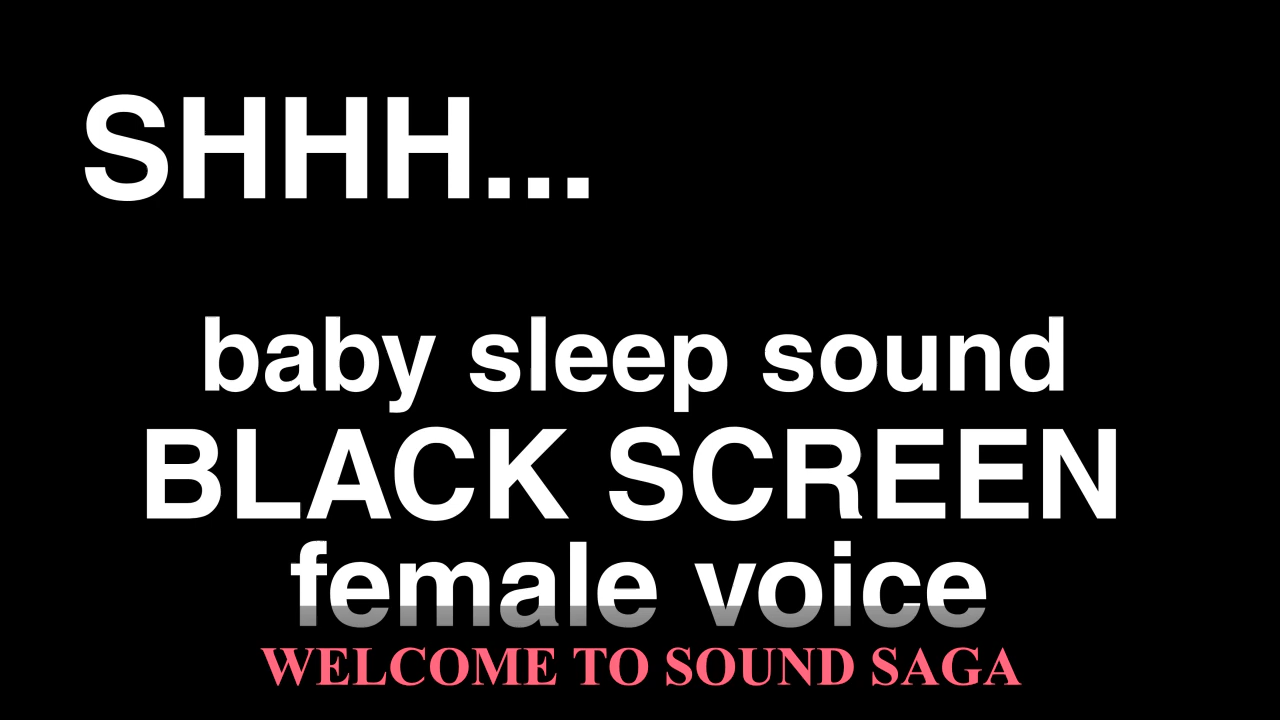 SHHH...
baby sleep sound
BLACK SCREEN
female voice
WELCOME TO SOUND SAGA